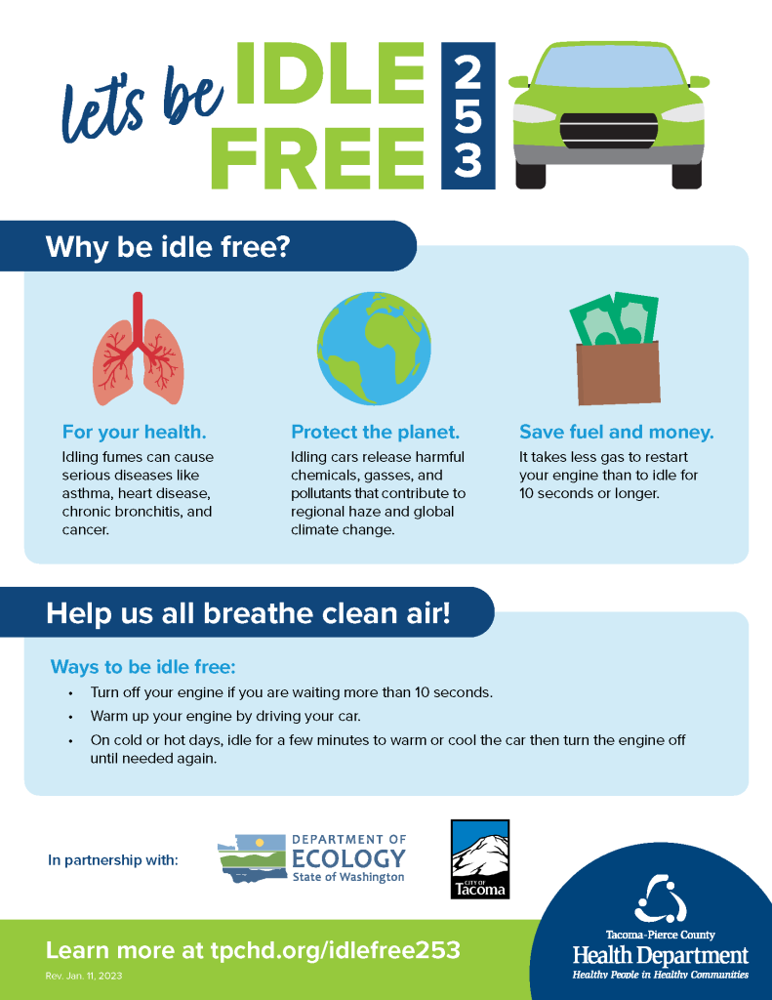 let's be IDLE
FREE
2
5
3
Why be idle free?
For your health.
Idling fumes can cause
serious diseases like
asthma, heart disease,
chronic bronchitis, and
cancer.
Protect the planet.
Idling cars release harmful
chemicals, gasses, and
pollutants that contribute to
regional haze and global
climate change.
Save fuel and money.
It takes less gas to restart
your engine than to idle for
10 seconds or longer.
Help us all breathe clean air!
Ways to be idle free:
• Turn off your engine if you are waiting more than 10 seconds.
• Warm up your engine by driving your car.
• On cold or hot days, idle for a few minutes to warm or cool the car then turn the engine off
until needed again.
In partnership with:
DEPARTMENT OF
ECOLOGY
State of Washington
CITY OF
Tacoma
Learn more at tpchd.org/idlefree253
Rev. Jan. 11, 2023
Tacoma-Pierce County
Health Department
Healthy People in Healthy Communities